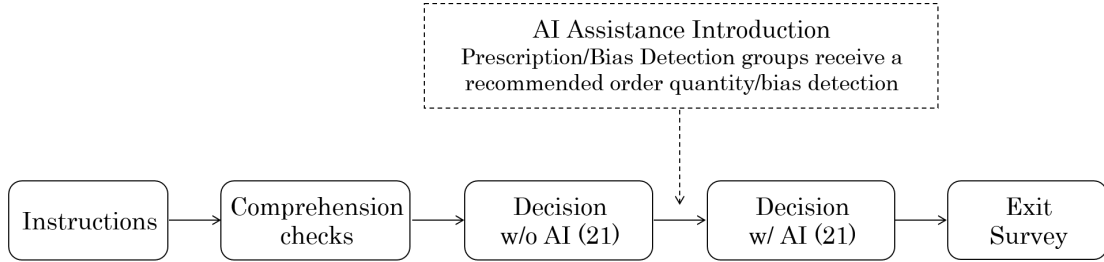 AI Assistance Introduction
Prescription/Bias Detection groups receive a
recommended order quantity/bias detection
Instructions
Comprehension
checks
Decision
w/o AI (21)
Decision
w/ AI (21)
Exit
Survey